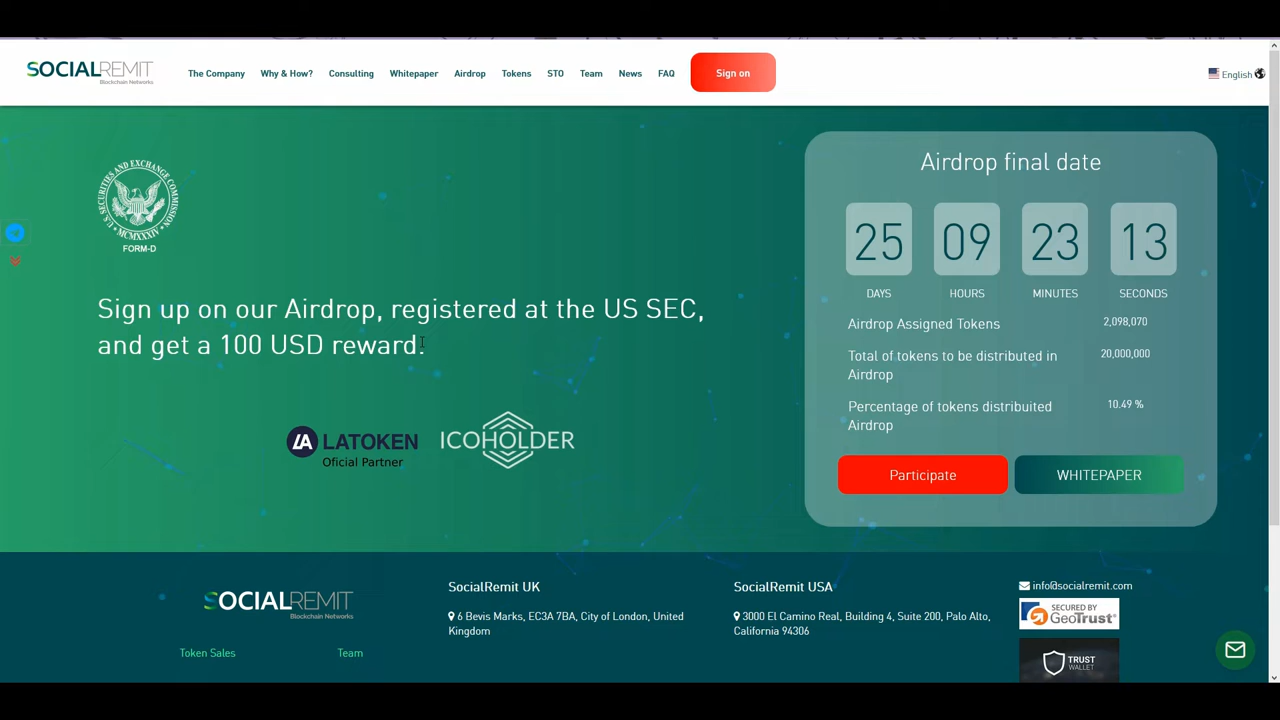 SOCIALREMIT
Blockchain Networks
The Company
Why & How?
Consulting
Whitepaper
Airdrop
Tokens
STO
Team
News
FAQ
Sign on
English
U.S. SECURITIES AND EXCHANGE COMMISSION
MCMXXXIV
FORM-D
Sign up on our Airdrop, registered at the US SEC,
and get a 100 USD reward.
LA LATOKEN
Oficial Partner
ICOHOLDER
Airdrop final date
25 09 23 13
DAYS HOURS MINUTES SECONDS
Airdrop Assigned Tokens 2,098,070
Total of tokens to be distributed in 20,000,000
Airdrop
Percentage of tokens distribuited 10.49 %
Airdrop
Participate
WHITEPAPER
SOCIALREMIT
Blockchain Networks
Token Sales
Team
SocialRemit UK
6 Bevis Marks, EC3A 7BA, City of London, United
Kingdom
SocialRemit USA
3000 El Camino Real, Building 4, Suite 200, Palo Alto,
California 94306
info@socialremit.com
SECURED BY
GeoTrust
TRUST
WALLET